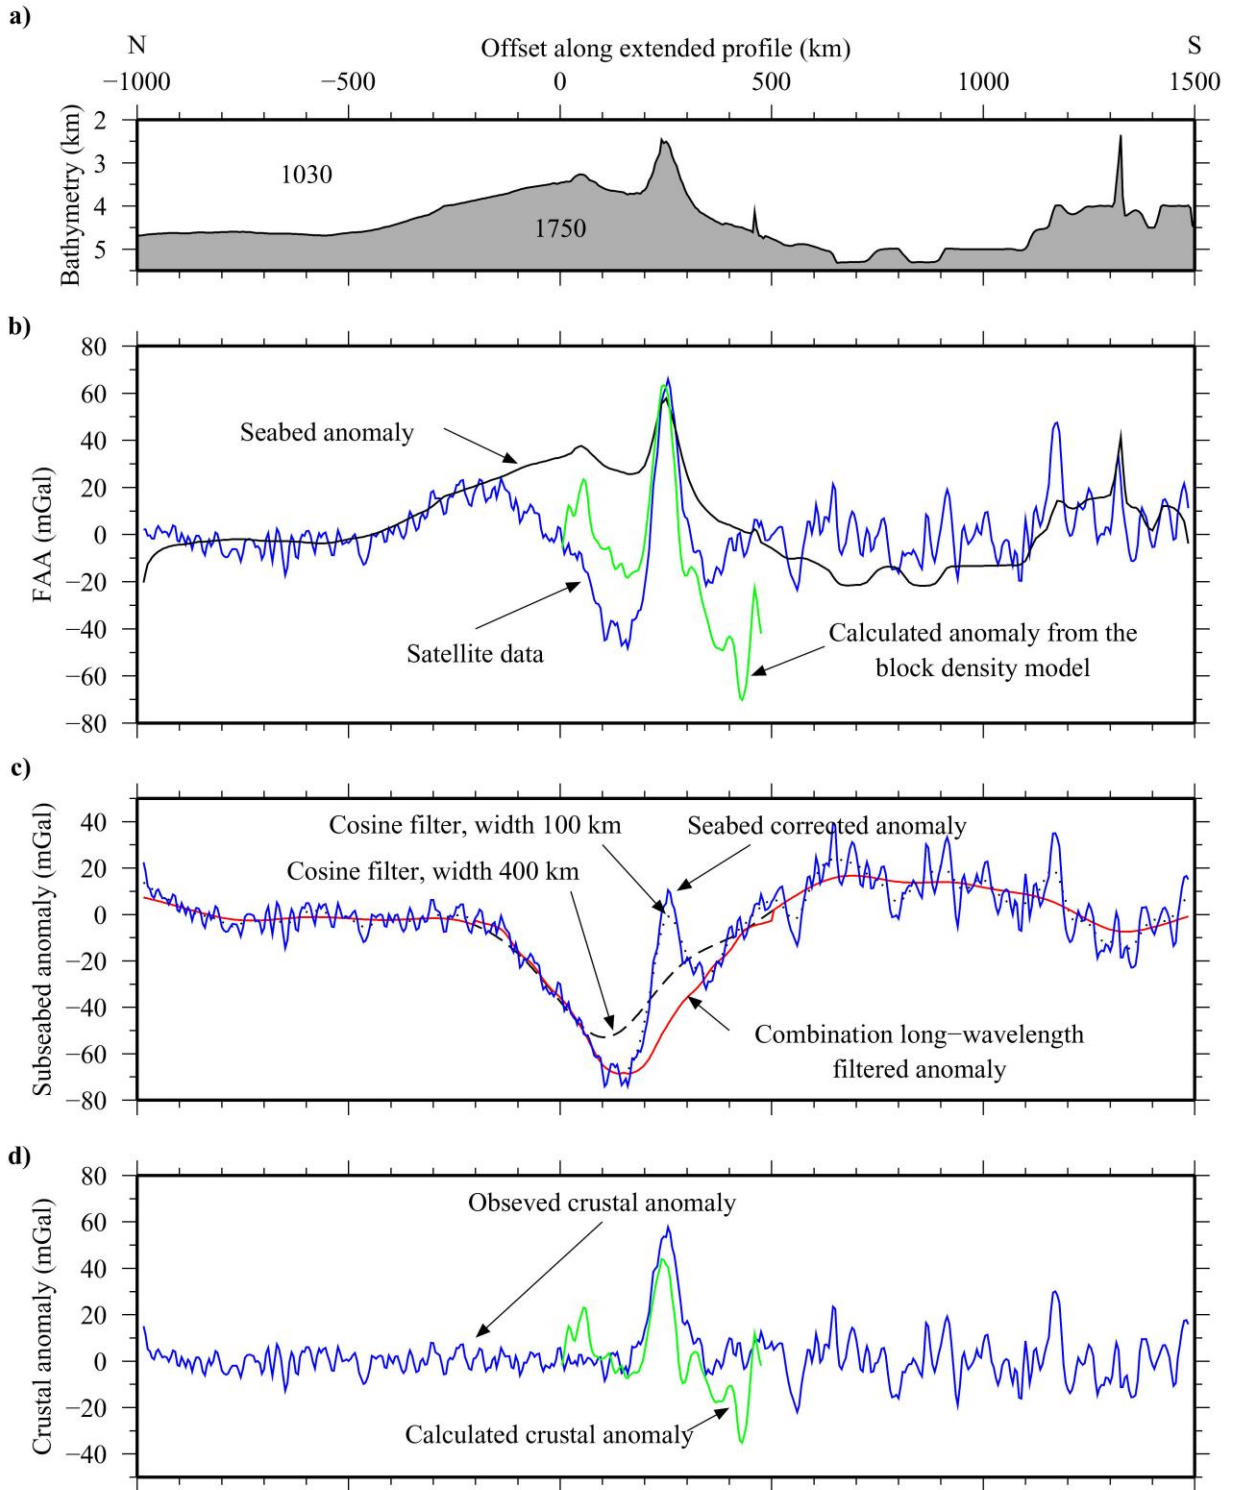 a)
N
Offset along extended profile (km)
S
−1000 −500 0 500 1000 1500
Bathymetry (km)
2
3
4
5
1030
1750
b)
FAA (mGal)
80
60
40
20
0
−20
−40
−60
−80
Seabed anomaly
Satellite data
Calculated anomaly from the
block density model
c)
Subseabed anomaly (mGal)
40
20
0
−20
−40
−60
−80
Cosine filter, width 100 km
Seabed corrected anomaly
Cosine filter, width 400 km
Combination long−wavelength
filtered anomaly
d)
Crustal anomaly (mGal)
80
60
40
20
0
−20
−40
Obseved crustal anomaly
Calculated crustal anomaly